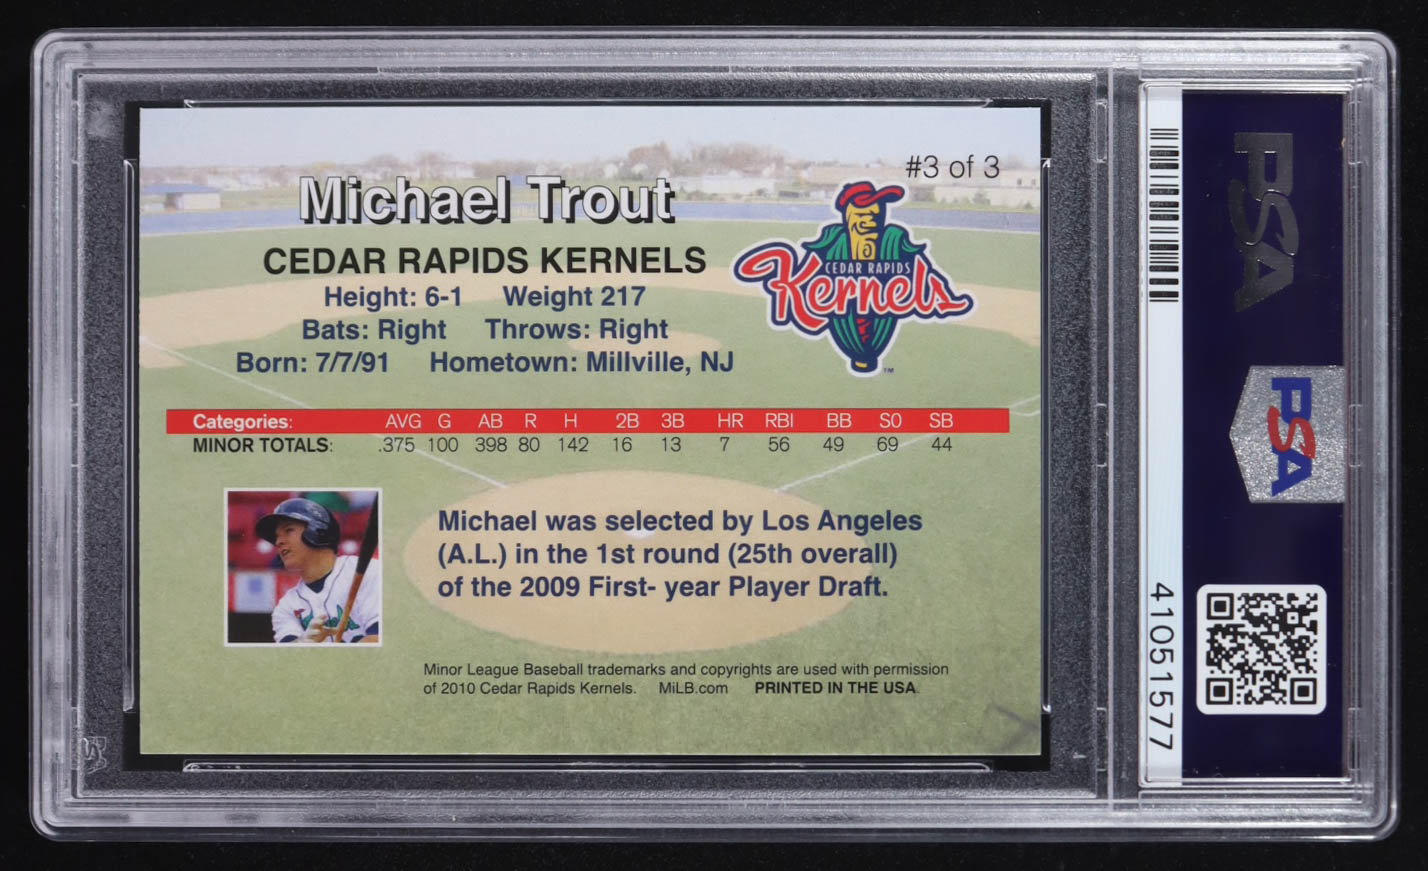 #3 of 3
Michael Trout
CEDAR RAPIDS KERNELS
Height: 6-1 Weight 217
Bats: Right Throws: Right
Born: 7/7/91 Hometown: Millville, NJ
CEDAR RAPIDS
Kernels
TM
Categories: AVG G AB R H 2B 3B HR RBI BB SO SB
MINOR TOTALS: .375 100 398 80 142 16 13 7 56 49 69 44
Michael was selected by Los Angeles
(A.L.) in the 1st round (25th overall)
of the 2009 First- year Player Draft.
Minor League Baseball trademarks and copyrights are used with permission
of 2010 Cedar Rapids Kernels. MiLB.com PRINTED IN THE USA.
PSA
PSA
41051577